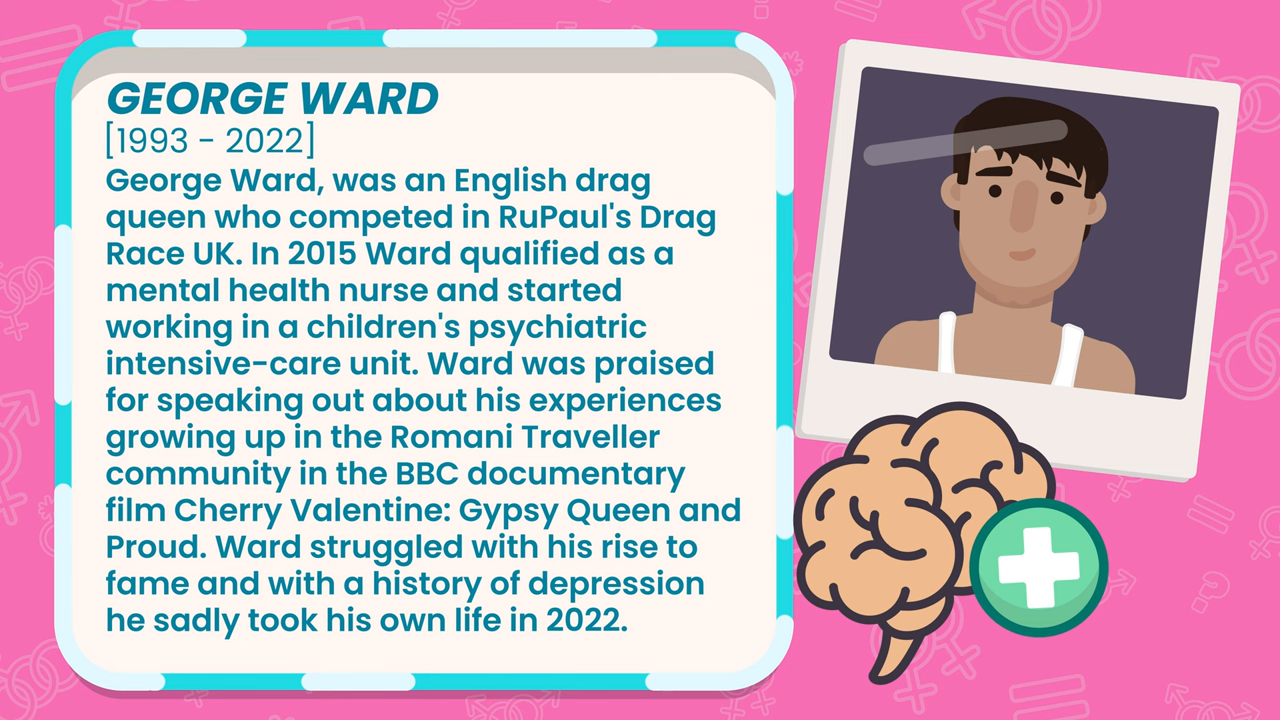 GEORGE WARD
[1993 - 2022]
George Ward, was an English drag
queen who competed in RuPaul's Drag
Race UK. In 2015 Ward qualified as a
mental health nurse and started
working in a children's psychiatric
intensive-care unit. Ward was praised
for speaking out about his experiences
growing up in the Romani Traveller
community in the BBC documentary
film Cherry Valentine: Gypsy Queen and
Proud. Ward struggled with his rise to
fame and with a history of depression
he sadly took his own life in 2022.